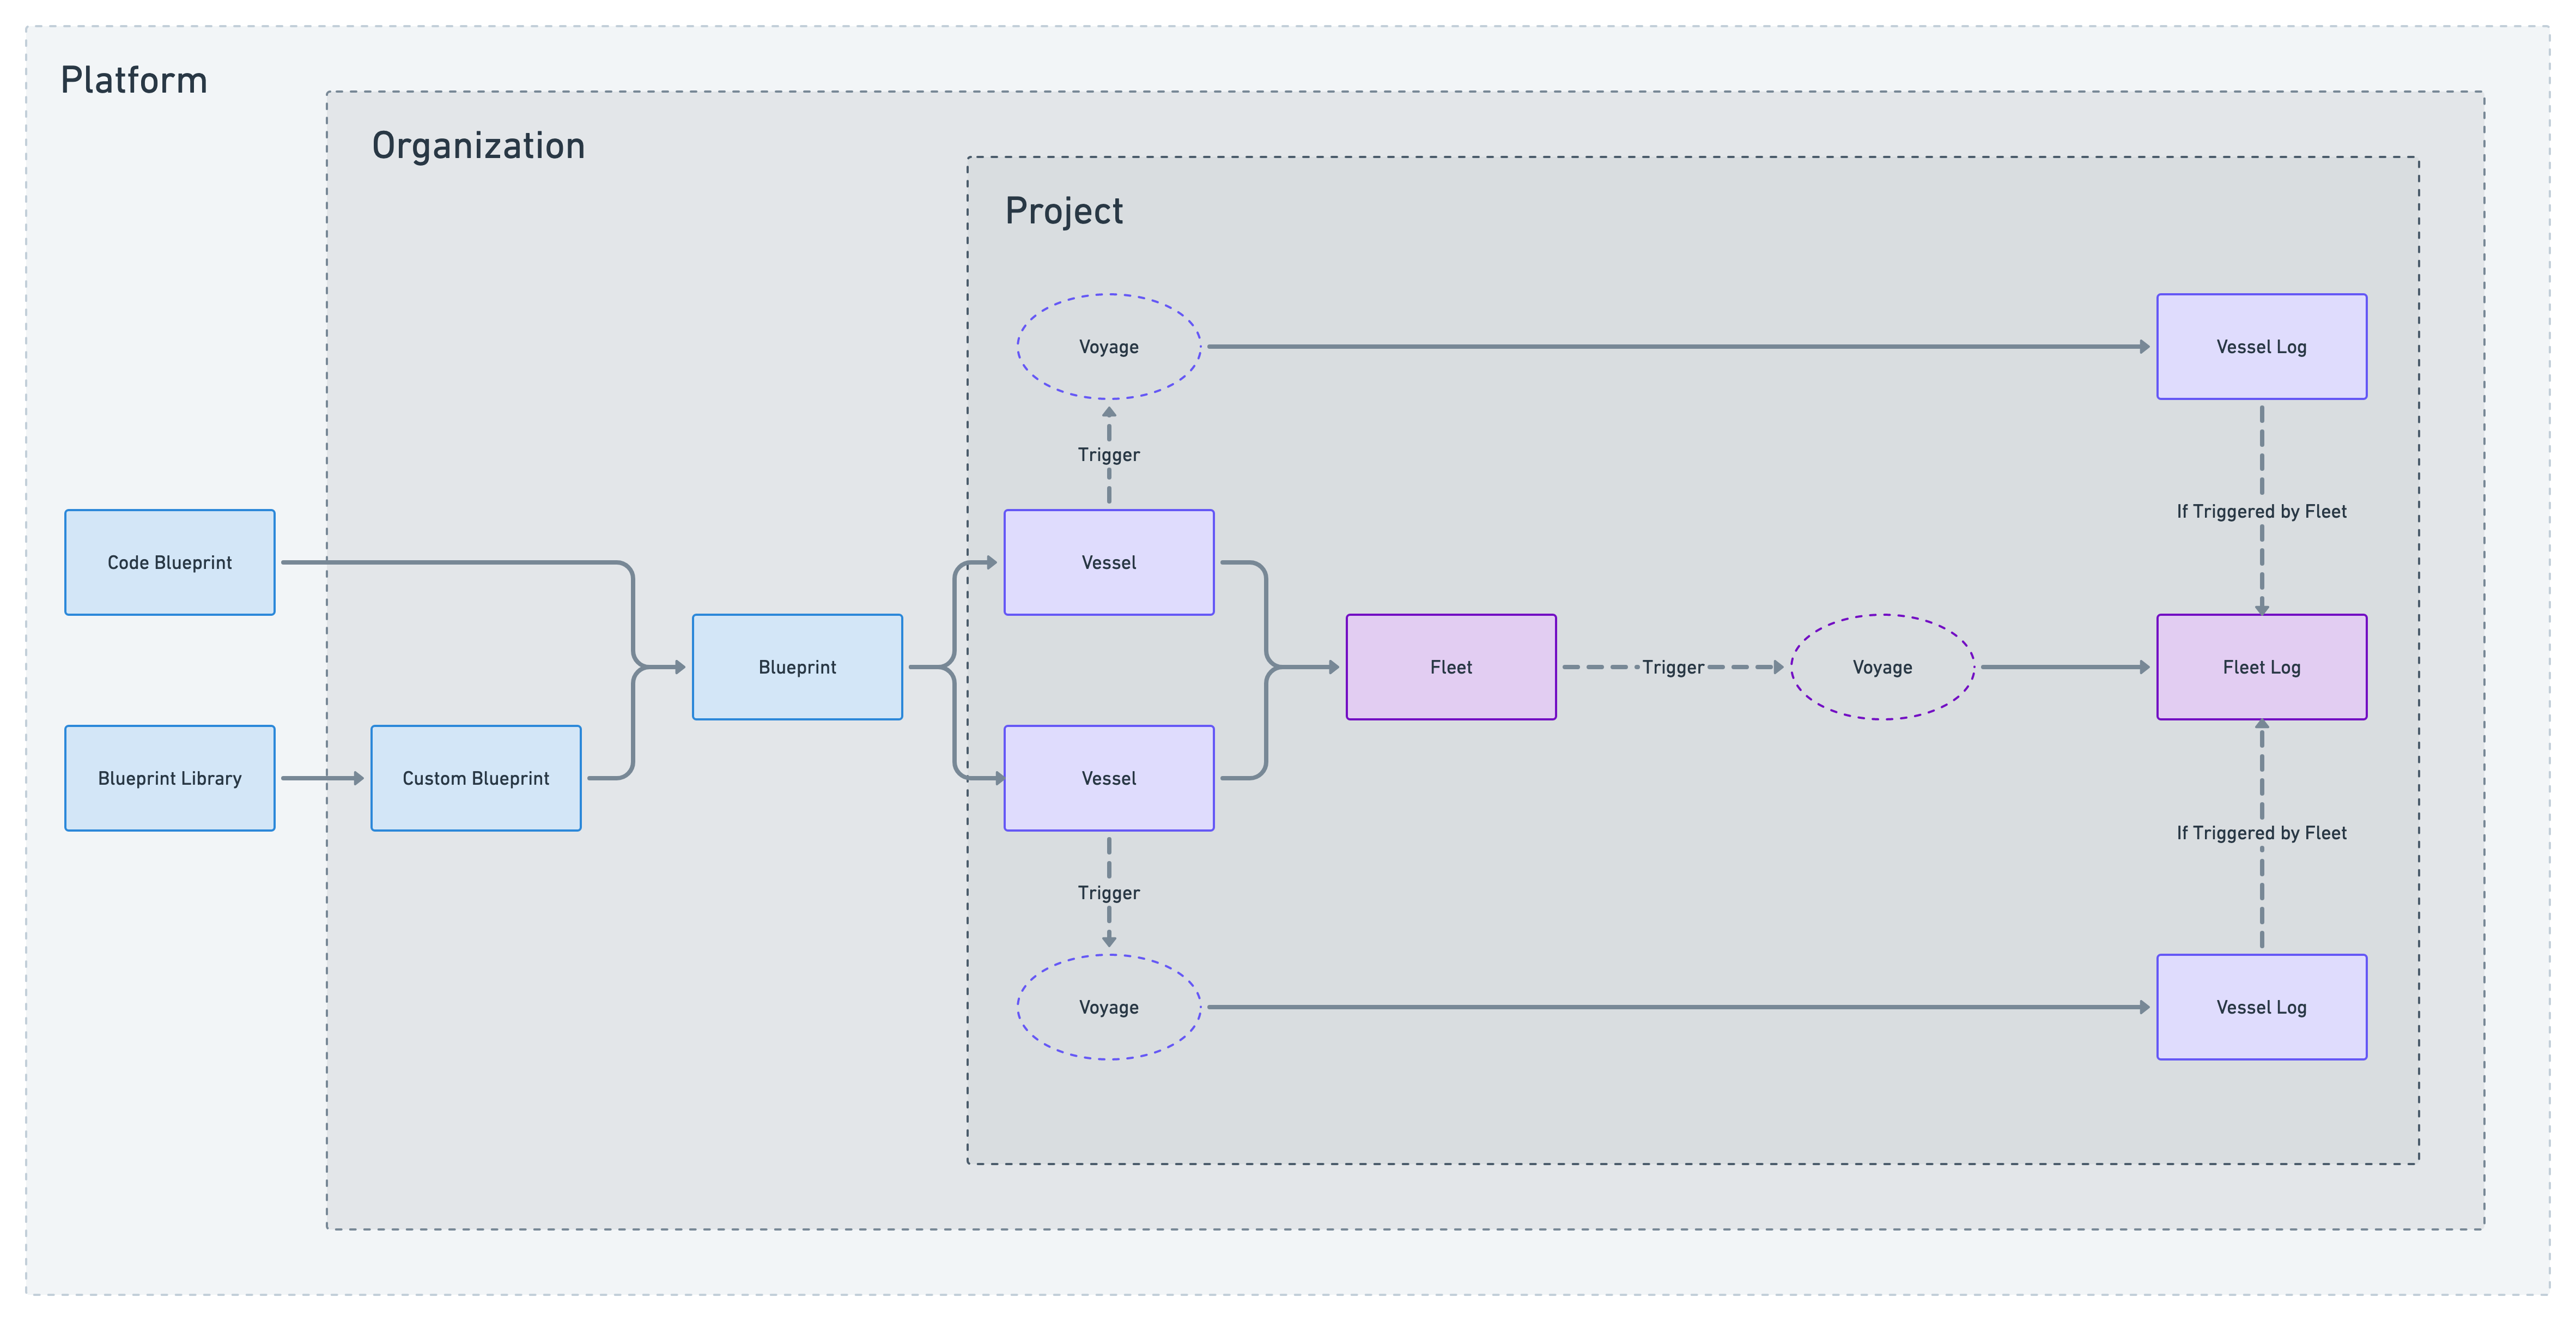 Platform
Organization
Project
Voyage
Vessel Log
Trigger
If Triggered by Fleet
Code Blueprint
Vessel
Blueprint
Fleet
Trigger
Voyage
Fleet Log
Blueprint Library
Custom Blueprint
Vessel
If Triggered by Fleet
Trigger
Voyage
Vessel Log